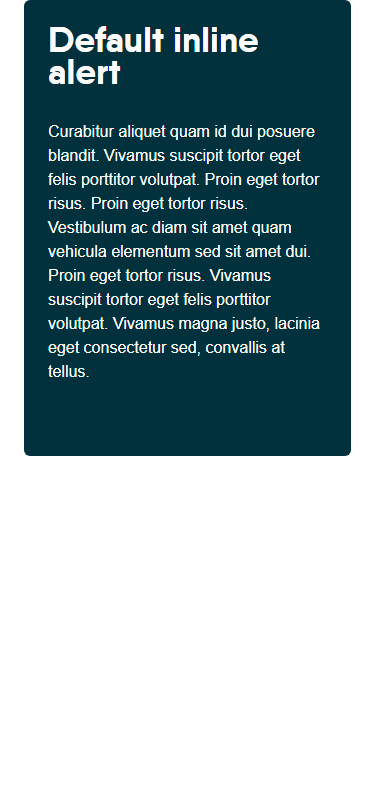 Default inline
alert
Curabitur aliquet quam id dui posuere
blandit. Vivamus suscipit tortor eget
felis porttitor volutpat. Proin eget tortor
risus. Proin eget tortor risus.
Vestibulum ac diam sit amet quam
vehicula elementum sed sit amet dui.
Proin eget tortor risus. Vivamus
suscipit tortor eget felis porttitor
volutpat. Vivamus magna justo, lacinia
eget consectetur sed, convallis at
tellus.